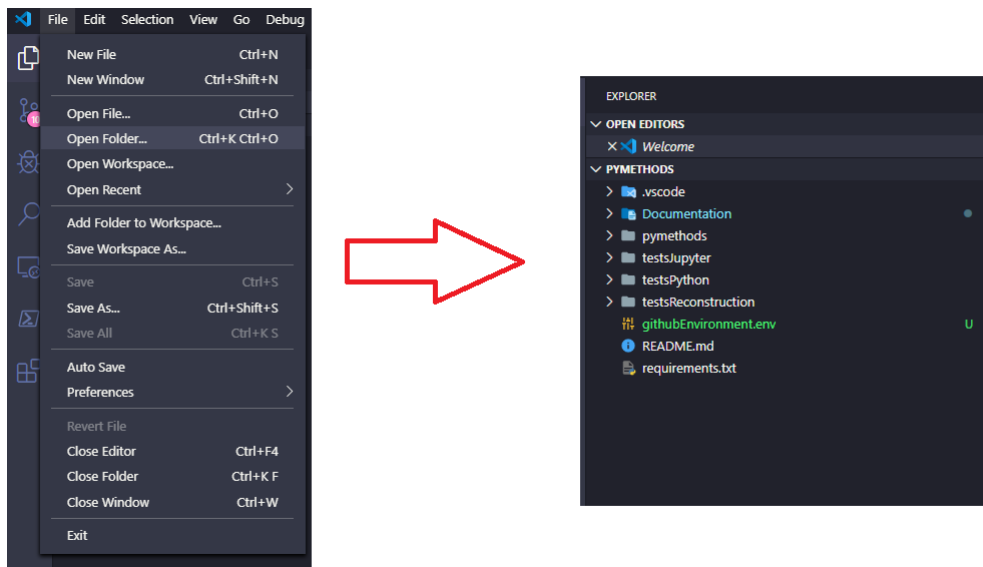 File Edit Selection View Go Debug
New File Ctrl+N
New Window Ctrl+Shift+N
Open File... Ctrl+O
Open Folder... Ctrl+K Ctrl+O
Open Workspace...
Open Recent
Add Folder to Workspace...
Save Workspace As...
Save Ctrl+S
Save As... Ctrl+Shift+S
Save All Ctrl+K S
Auto Save
Preferences
Revert File
Close Editor Ctrl+F4
Close Folder Ctrl+K F
Close Window Ctrl+W
Exit
10
EXPLORER
OPEN EDITORS
Welcome
PYMETHODS
.vscode
Documentation
pymethods
testsJupyter
testsPython
testsReconstruction
githubEnvironment.env U
README.md
requirements.txt